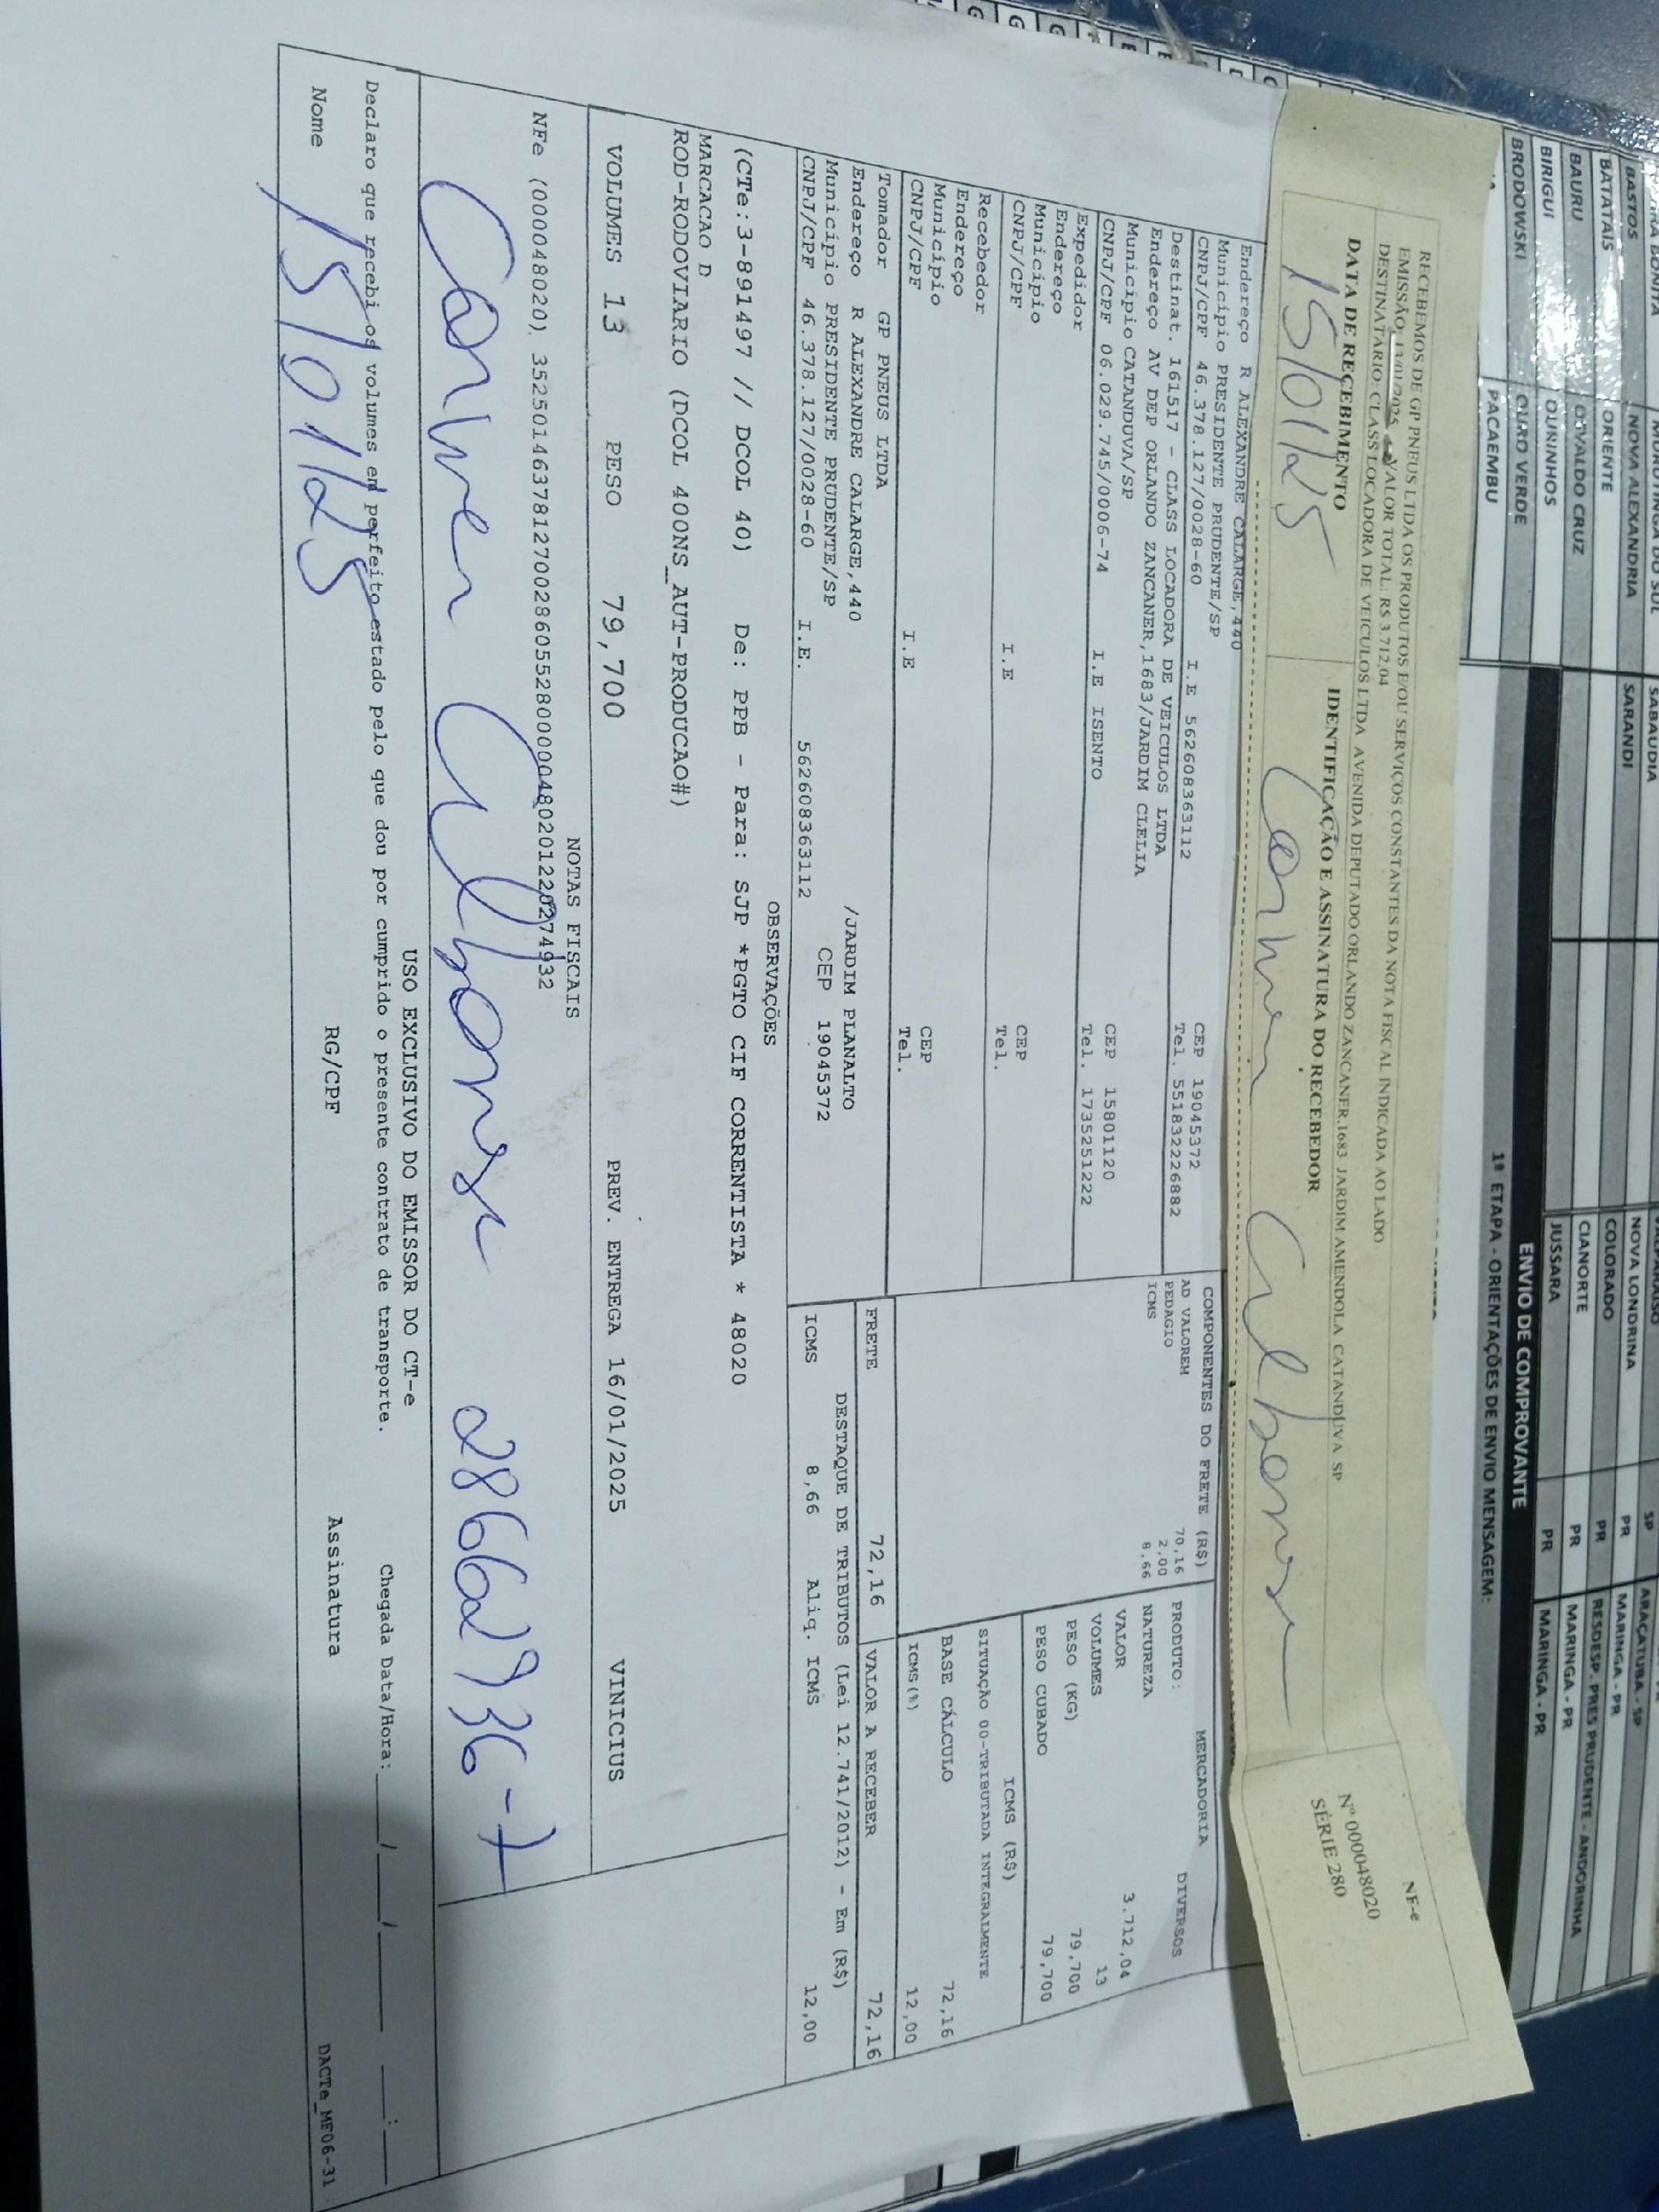 BASTOS
NOVA ALEXANDRIA
SARANDI
NOVA LONDRINA
PR
MARINGA - PR
BATATAIS
ORIENTE
COLORADO
PR
RESDESP. PRES PRUDENTE - ANDORINHA
BAURU
OSVALDO CRUZ
CIANORTE
PR
MARINGA - PR
BIRIGUI
OURINHOS
JUSSARA
PR
MARINGA - PR
BRODOWSKI
OURO VERDE
PACAEMBU
ENVIO DE COMPROVANTE
1ª ETAPA - ORIENTAÇÕES DE ENVIO MENSAGEM:
RECEBEMOS DE GP PNEUS LTDA OS PRODUTOS E/OU SERVIÇOS CONSTANTES DA NOTA FISCAL INDICADA AO LADO
EMISSÃO: 13/01/2025 VALOR TOTAL: R$ 3.712,04
DESTINATÁRIO: CLASS LOCADORA DE VEICULOS LTDA AVENIDA DEPUTADO ORLANDO ZANCANER,1683 JARDIM AMENDOLA CATANDUVA SP
DATA DE RECEBIMENTO
IDENTIFICAÇÃO E ASSINATURA DO RECEBEDOR
15/01/25
NF-e
Nº 000048020
SÉRIE 280
Endereço R ALEXANDRE CALARGE,440
Município PRESIDENTE PRUDENTE/SP CEP 19045372
CNPJ/CPF 46.378.127/0028-60 I.E 562608363112 Tel. 551832226882
Destinat. 161517 - CLASS LOCADORA DE VEICULOS LTDA
Endereço AV DEP ORLANDO ZANCANER,1683/JARDIM CLELIA
Município CATANDUVA/SP CEP 15801120
CNPJ/CPF 06.029.745/0006-74 I.E ISENTO Tel. 1735251222
Expedidor
Endereço
Município CEP
CNPJ/CPF I.E Tel.
Recebedor
Endereço
Município CEP
CNPJ/CPF I.E Tel.
Tomador GP PNEUS LTDA
Endereço R ALEXANDRE CALARGE,440 /JARDIM PLANALTO
Município PRESIDENTE PRUDENTE/SP CEP 19045372
CNPJ/CPF 46.378.127/0028-60 I.E. 562608363112
COMPONENTES DO FRETE (R$)
AD VALOREM 70,16
PEDAGIO 2,00
ICMS 8,66
MERCADORIA
PRODUTO: DIVERSOS
NATUREZA
VALOR 3.712,04
VOLUMES 13
PESO (KG) 79,700
PESO CUBADO 79,700
ICMS (R$)
SITUAÇÃO 00-TRIBUTADA INTEGRALMENTE
BASE CÁLCULO 72,16
ICMS(%) 12,00
FRETE 72,16
VALOR A RECEBER 72,16
DESTAQUE DE TRIBUTOS (Lei 12.741/2012) - Em (R$)
ICMS 8,66 Aliq. ICMS 12,00
OBSERVAÇÕES
(CTe:3-891497 // DCOL 40) De: PPB - Para: SJP *PGTO CIF CORRENTISTA * 48020
MARCACAO D
ROD-RODOVIARIO (DCOL 400NS_AUT-PRODUCAO#)
VOLUMES 13 PESO 79,700 PREV. ENTREGA 16/01/2025 VINICIUS
NOTAS FISCAIS
NFe (000048020), 35250146378127002860552800000480201220274932
28662936-7
USO EXCLUSIVO DO EMISSOR DO CT-e
Declaro que recebi os volumes em perfeito estado pelo que dou por cumprido o presente contrato de transporte.
Chegada Data/Hora: ___/___/_____ ___:___
Nome RG/CPF Assinatura
15/01/25
DACTe_MF06-31